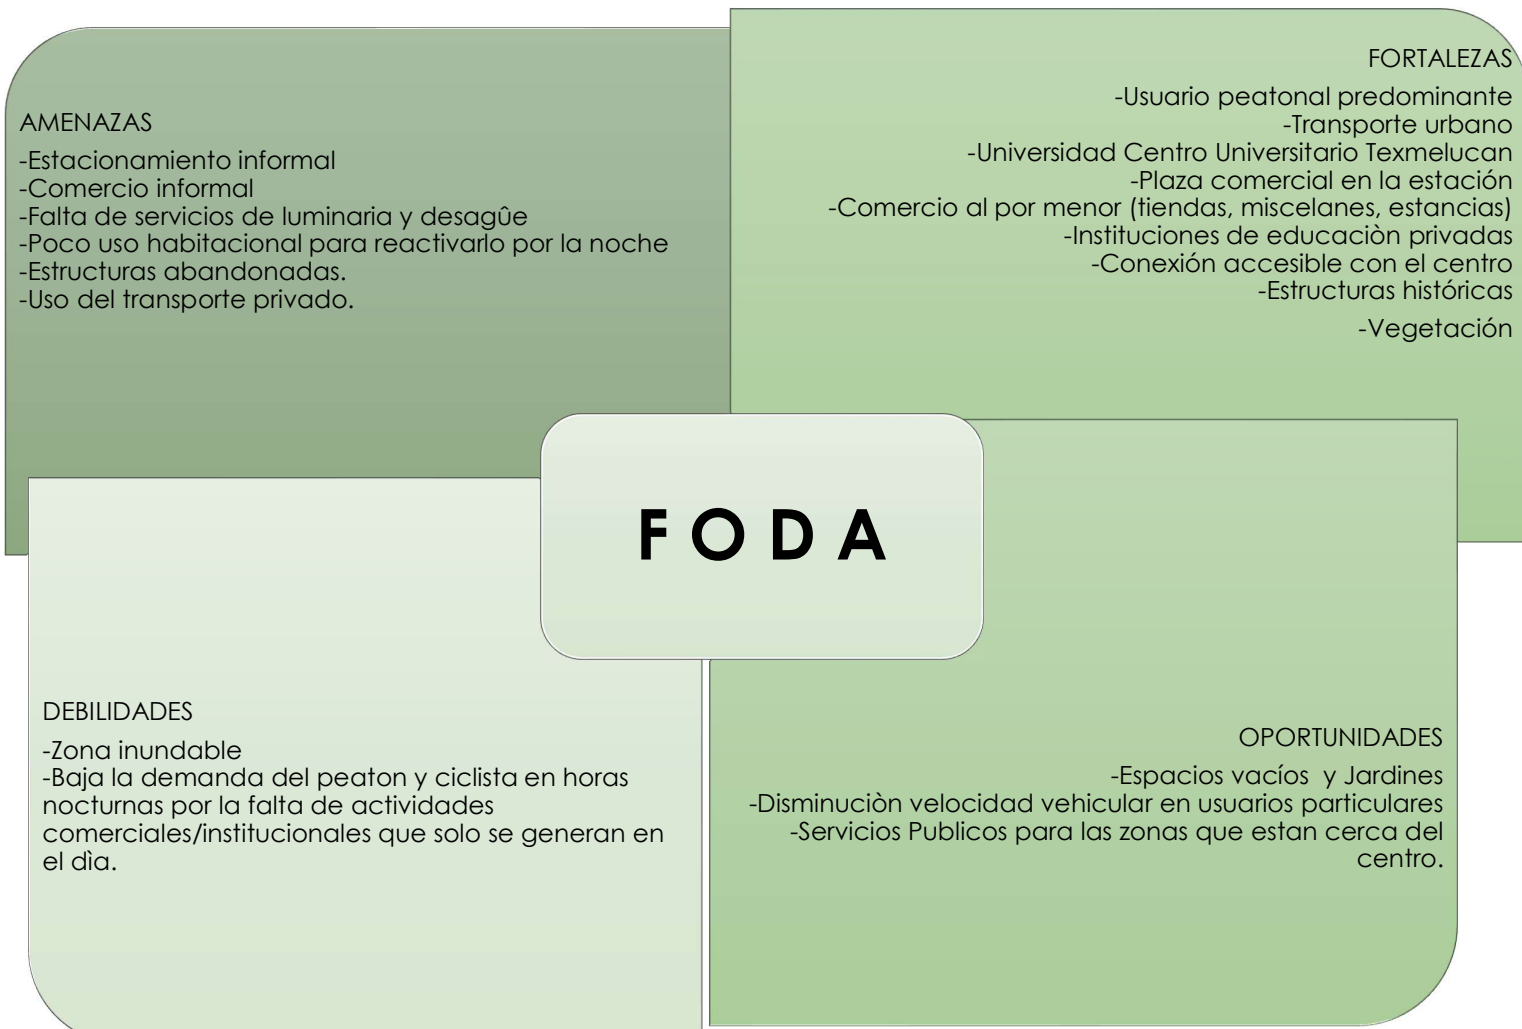 AMENAZAS
-Estacionamiento informal
-Comercio informal
-Falta de servicios de luminaria y desagûe
-Poco uso habitacional para reactivarlo por la noche
-Estructuras abandonadas.
-Uso del transporte privado.
FORTALEZAS
-Usuario peatonal predominante
-Transporte urbano
-Universidad Centro Universitario Texmelucan
-Plaza comercial en la estación
-Comercio al por menor (tiendas, miscelanes, estancias)
-Instituciones de educaciòn privadas
-Conexión accesible con el centro
-Estructuras históricas
-Vegetación
F O D A
DEBILIDADES
-Zona inundable
-Baja la demanda del peaton y ciclista en horas
nocturnas por la falta de actividades
comerciales/institucionales que solo se generan en
el dìa.
OPORTUNIDADES
-Espacios vacíos y Jardines
-Disminuciòn velocidad vehicular en usuarios particulares
-Servicios Publicos para las zonas que estan cerca del
centro.